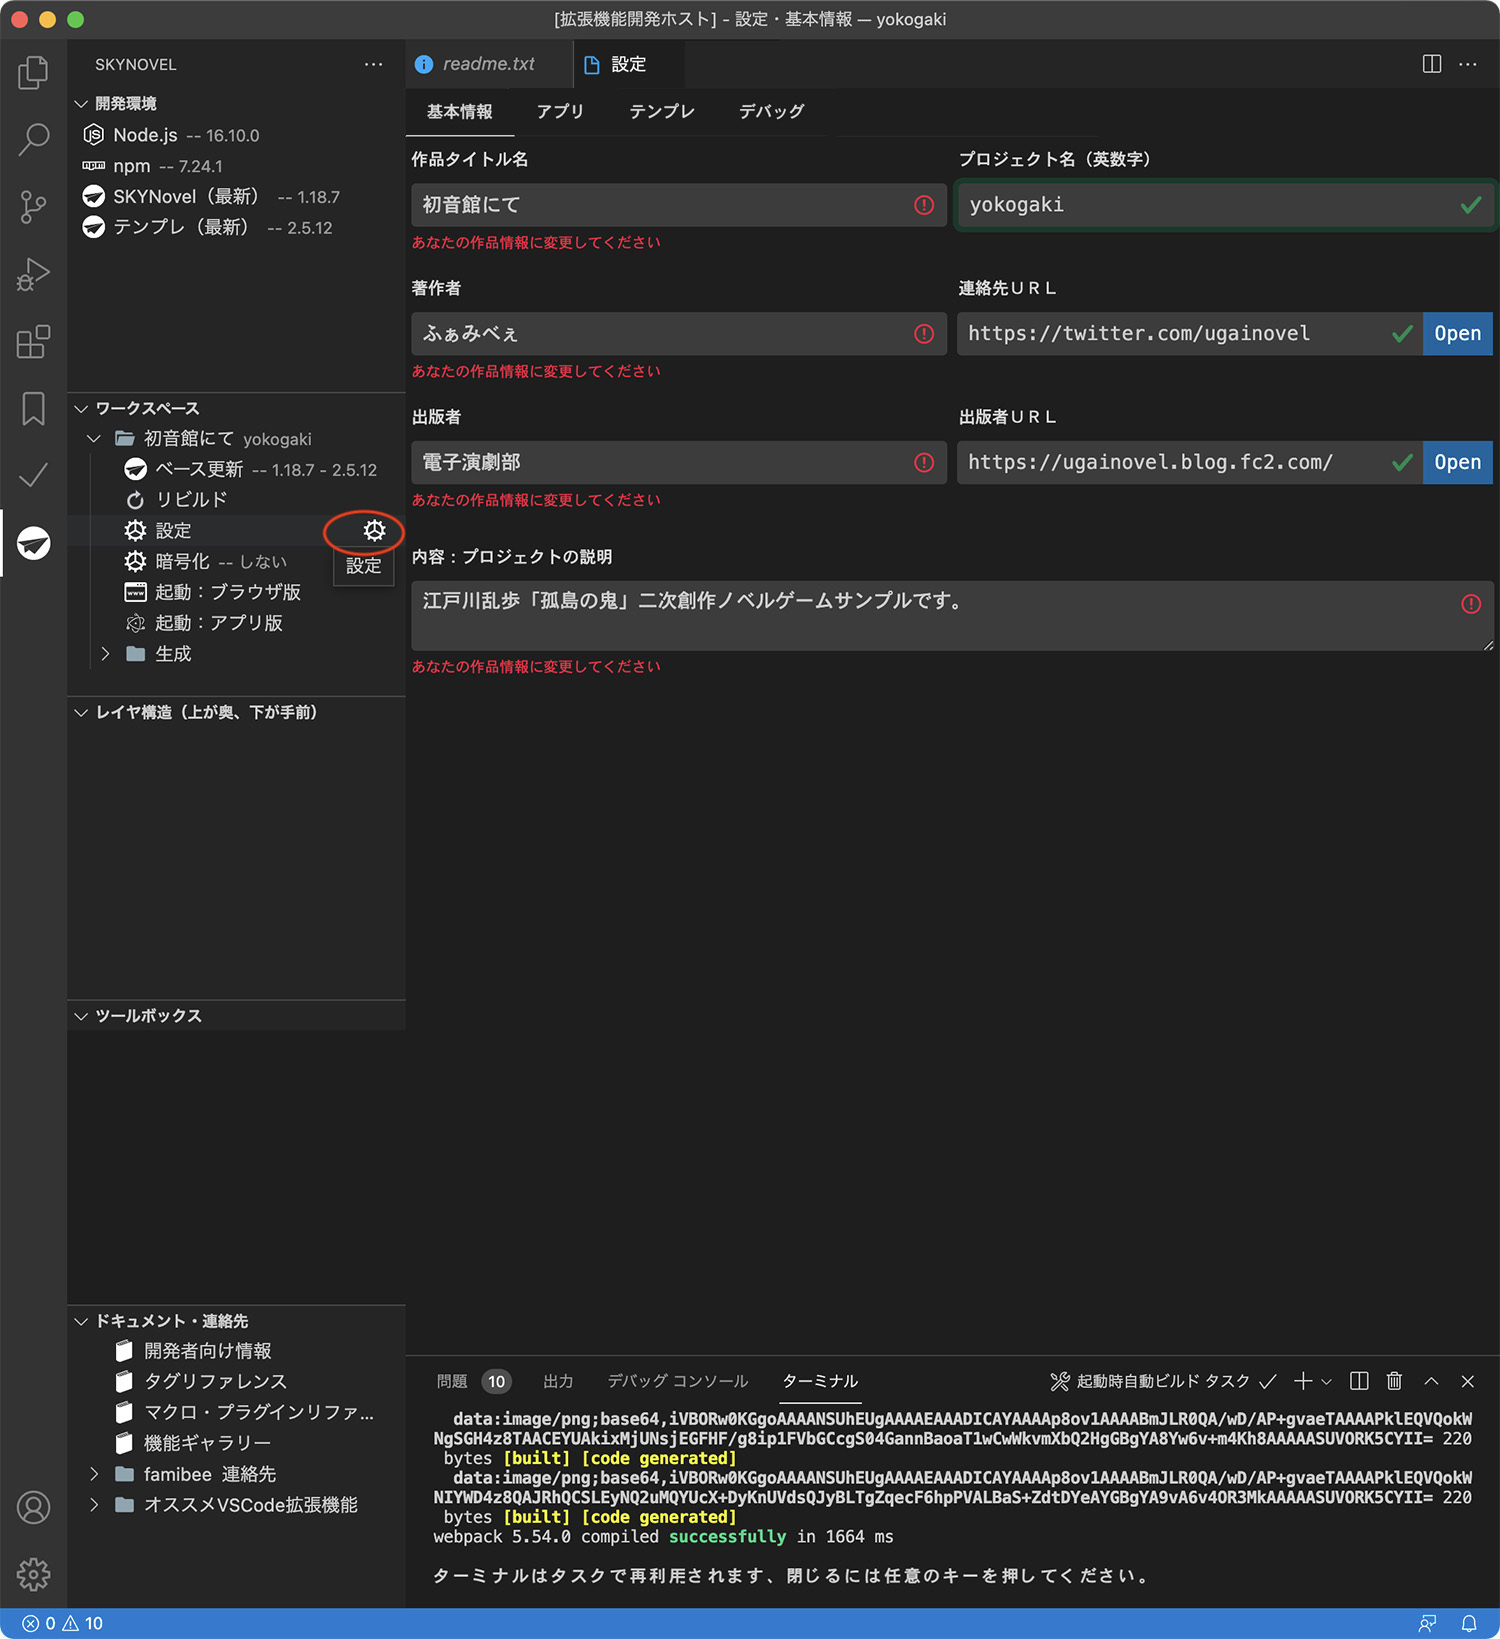 [拡張機能開発ホスト] - 設定・基本情報 — yokogaki
SKYNOVEL
開発環境
Node.js -- 16.10.0
npm -- 7.24.1
SKYNovel（最新） -- 1.18.7
テンプレ（最新） -- 2.5.12
ワークスペース
初音館にて yokogaki
ベース更新 -- 1.18.7 - 2.5.12
リビルド
設定
設定
暗号化 -- しない
起動：ブラウザ版
起動：アプリ版
生成
レイヤ構造（上が奥、下が手前）
ツールボックス
ドキュメント・連絡先
開発者向け情報
タグリファレンス
マクロ・プラグインリファ...
機能ギャラリー
famibee 連絡先
オススメVSCode拡張機能
readme.txt
設定
基本情報 アプリ テンプレ デバッグ
作品タイトル名 プロジェクト名（英数字）
初音館にて yokogaki
あなたの作品情報に変更してください
著作者 連絡先ＵＲＬ
ふぁみべぇ https://twitter.com/ugainovel Open
あなたの作品情報に変更してください
出版者 出版者ＵＲＬ
電子演劇部 https://ugainovel.blog.fc2.com/ Open
あなたの作品情報に変更してください
内容：プロジェクトの説明
江戸川乱歩「孤島の鬼」二次創作ノベルゲームサンプルです。
あなたの作品情報に変更してください
問題 10 出力 デバッグ コンソール ターミナル 起動時自動ビルド タスク
data:image/png;base64,iVBORw0KGgoAAAANSUhEUgAAAAEAAADICAYAAAAp8ov1AAAABmJLR0QA/wD/AP+gvaeTAAAAPklEQVQokW
NgSGH4z8TAACEYUAkixMjUNsjEGFHF/g8ip1FVbGCcgS04GannBaoaT1wCwWkvmXbQ2HgGBgYA8Yw6v+m4Kh8AAAAASUVORK5CYII= 220
bytes [built] [code generated]
data:image/png;base64,iVBORw0KGgoAAAANSUhEUgAAAAEAAADICAYAAAAp8ov1AAAABmJLR0QA/wD/AP+gvaeTAAAAPklEQVQokW
NIYWD4z8QAJRhQCSLEyNQ2uMQYUcX+DyKnUVdsQJyBLTgZqecF6hpPVALBaS+ZdtDYeAYGBgYA9vA6v4OR3MkAAAAASUVORK5CYII= 220
bytes [built] [code generated]
webpack 5.54.0 compiled successfully in 1664 ms
ターミナルはタスクで再利用されます、閉じるには任意のキーを押してください。
0 10